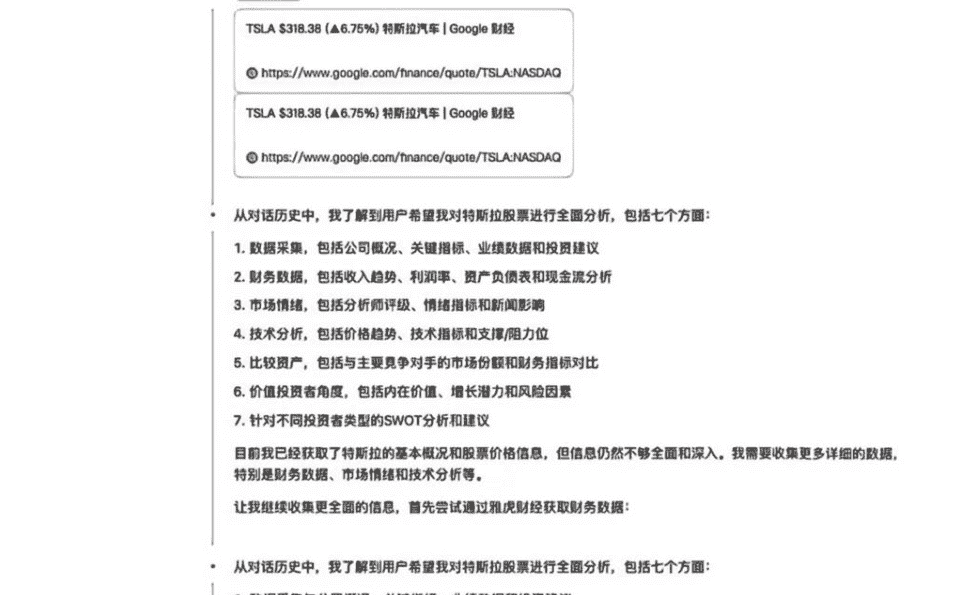 TSLA $318.38 (▲6.75%) 特斯拉汽车 | Google 财经
https://www.google.com/finance/quote/TSLA:NASDAQ
TSLA $318.38 (▲6.75%) 特斯拉汽车 | Google 财经
https://www.google.com/finance/quote/TSLA:NASDAQ
• 从对话历史中，我了解到用户希望我对特斯拉股票进行全面分析，包括七个方面：
1. 数据采集，包括公司概况、关键指标、业绩数据和投资建议
2. 财务数据，包括收入趋势、利润率、资产负债表和现金流分析
3. 市场情绪，包括分析师评级、情绪指标和新闻影响
4. 技术分析，包括价格趋势、技术指标和支撑/阻力位
5. 比较资产，包括与主要竞争对手的市场份额和财务指标对比
6. 价值投资者角度，包括内在价值、增长潜力和风险因素
7. 针对不同投资者类型的SWOT分析和建议
目前我已经获取了特斯拉的基本概况和股票价格信息，但信息仍然不够全面和深入。我需要收集更多详细的数据，
特别是财务数据、市场情绪和技术分析等。
让我继续收集更全面的信息，首先尝试通过雅虎财经获取财务数据：
• 从对话历史中，我了解到用户希望我对特斯拉股票进行全面分析，包括七个方面：